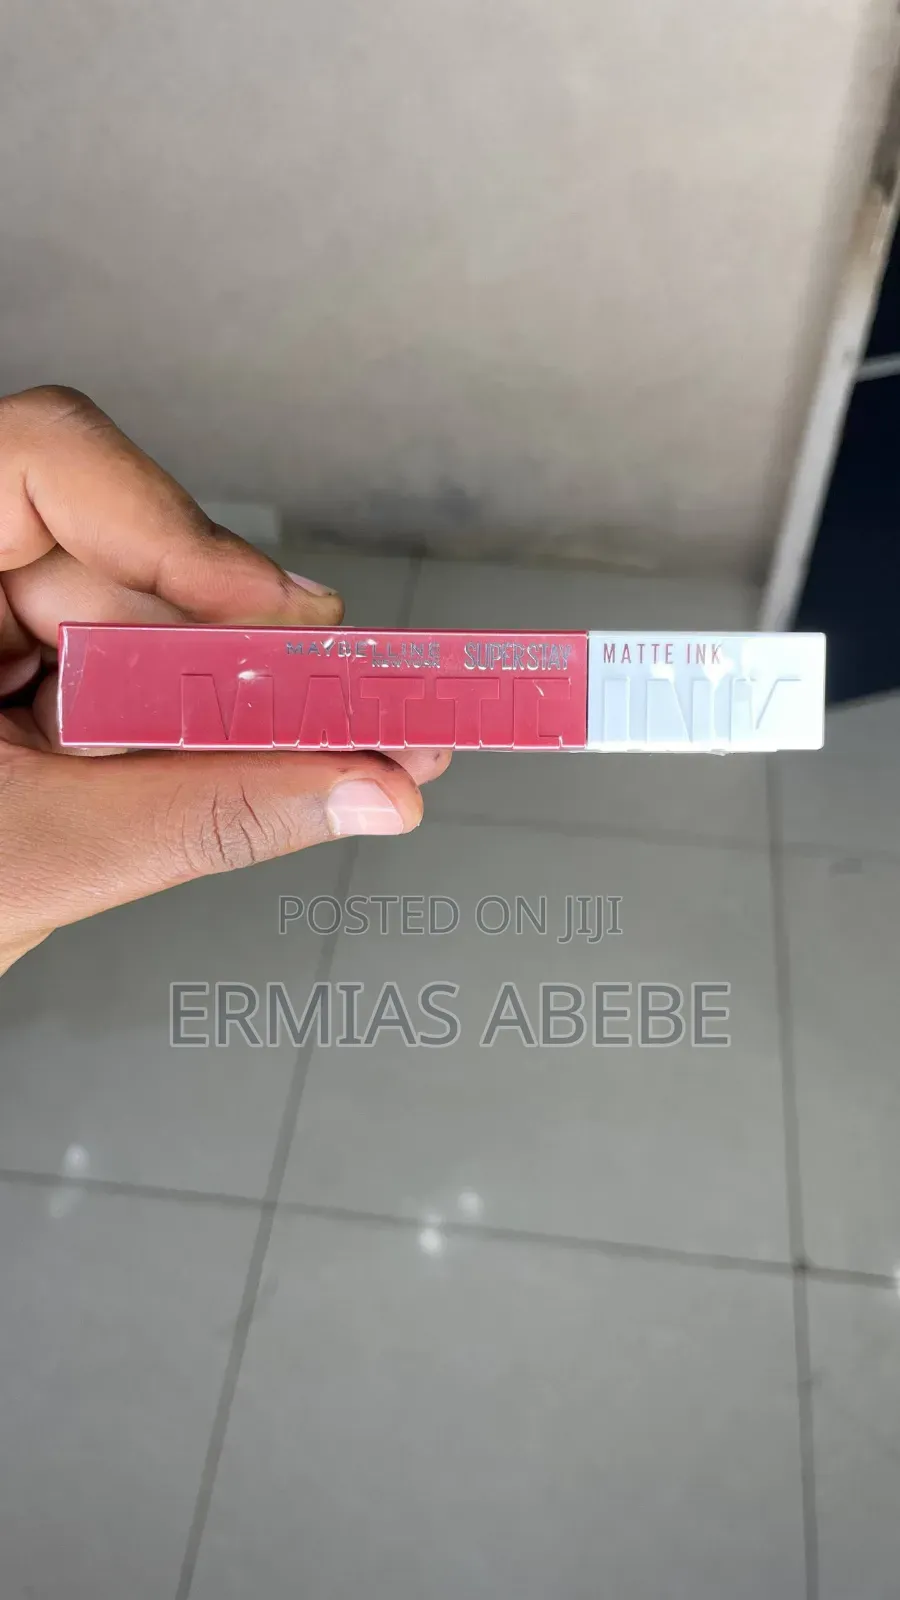 MAYBELLINE SUPERSTAY MATTE INK
NEW YORK
MATTE INK
POSTED ON JIJI
ERMIAS ABEBE